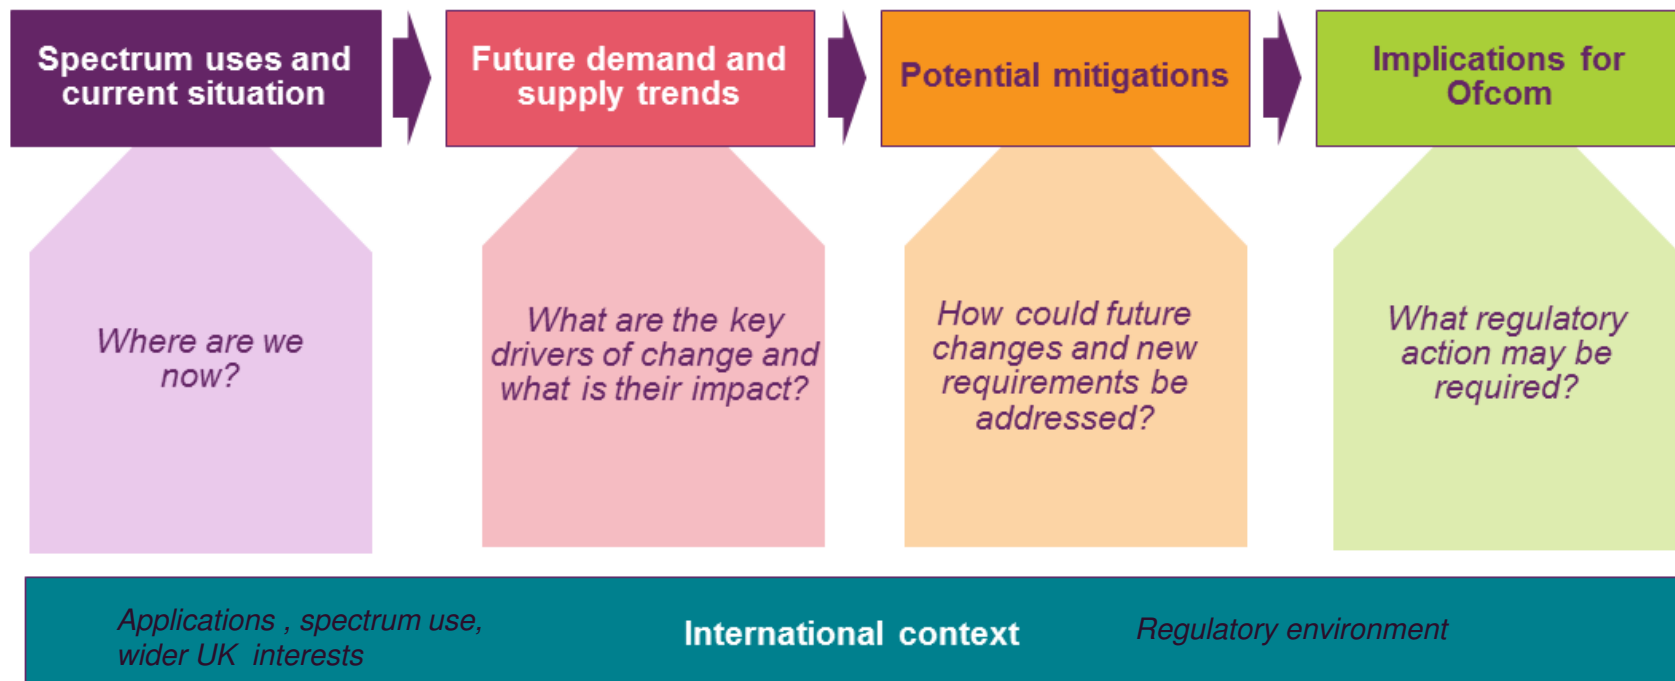 Spectrum uses and
current situation
Future demand and
supply trends
Potential mitigations
Implications for
Ofcom
Where are we
now?
What are the key
drivers of change and
what is their impact?
How could future
changes and new
requirements be
addressed?
What regulatory
action may be
required?
Applications , spectrum use,
wider UK interests
International context
Regulatory environment